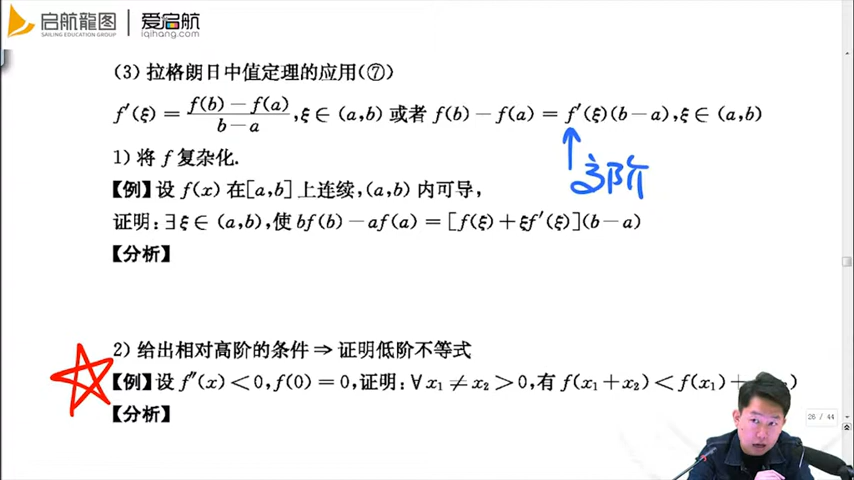 启航龍图 爱启航
SAILING EDUCATION GROUP iqihang.com
(3) 拉格朗日中值定理的应用(⑦)
f′(ξ) = \frac{f(b) − f(a)}{b − a}, ξ ∈ (a,b) 或者 f(b) − f(a) = f′(ξ)(b − a), ξ ∈ (a,b)
高阶
1) 将 f 复杂化.
【例】设 f(x) 在[a,b] 上连续,(a,b) 内可导,
证明:∃ ξ ∈ (a,b),使 bf(b) − af(a) = [f(ξ) + ξf′(ξ)](b − a)
【分析】
2) 给出相对高阶的条件 ⇒ 证明低阶不等式
【例】设 f″(x) < 0, f(0) = 0, 证明:∀ x₁ ≠ x₂ > 0, 有 f(x₁ + x₂) < f(x₁) + )
【分析】
26 / 44